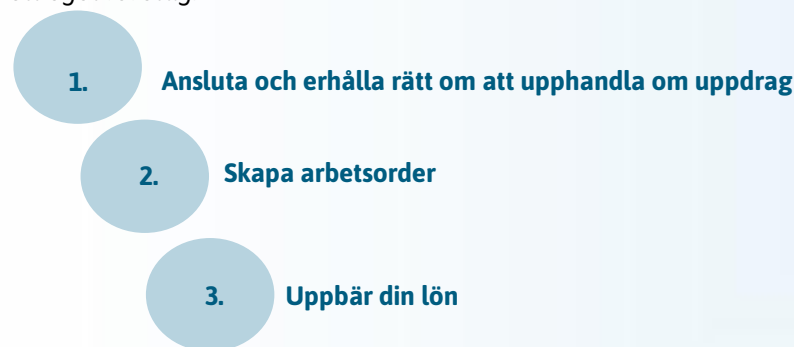 1. Ansluta och erhålla rätt om att upphandla om uppdrag
2. Skapa arbetsorder
3. Uppbär din lön